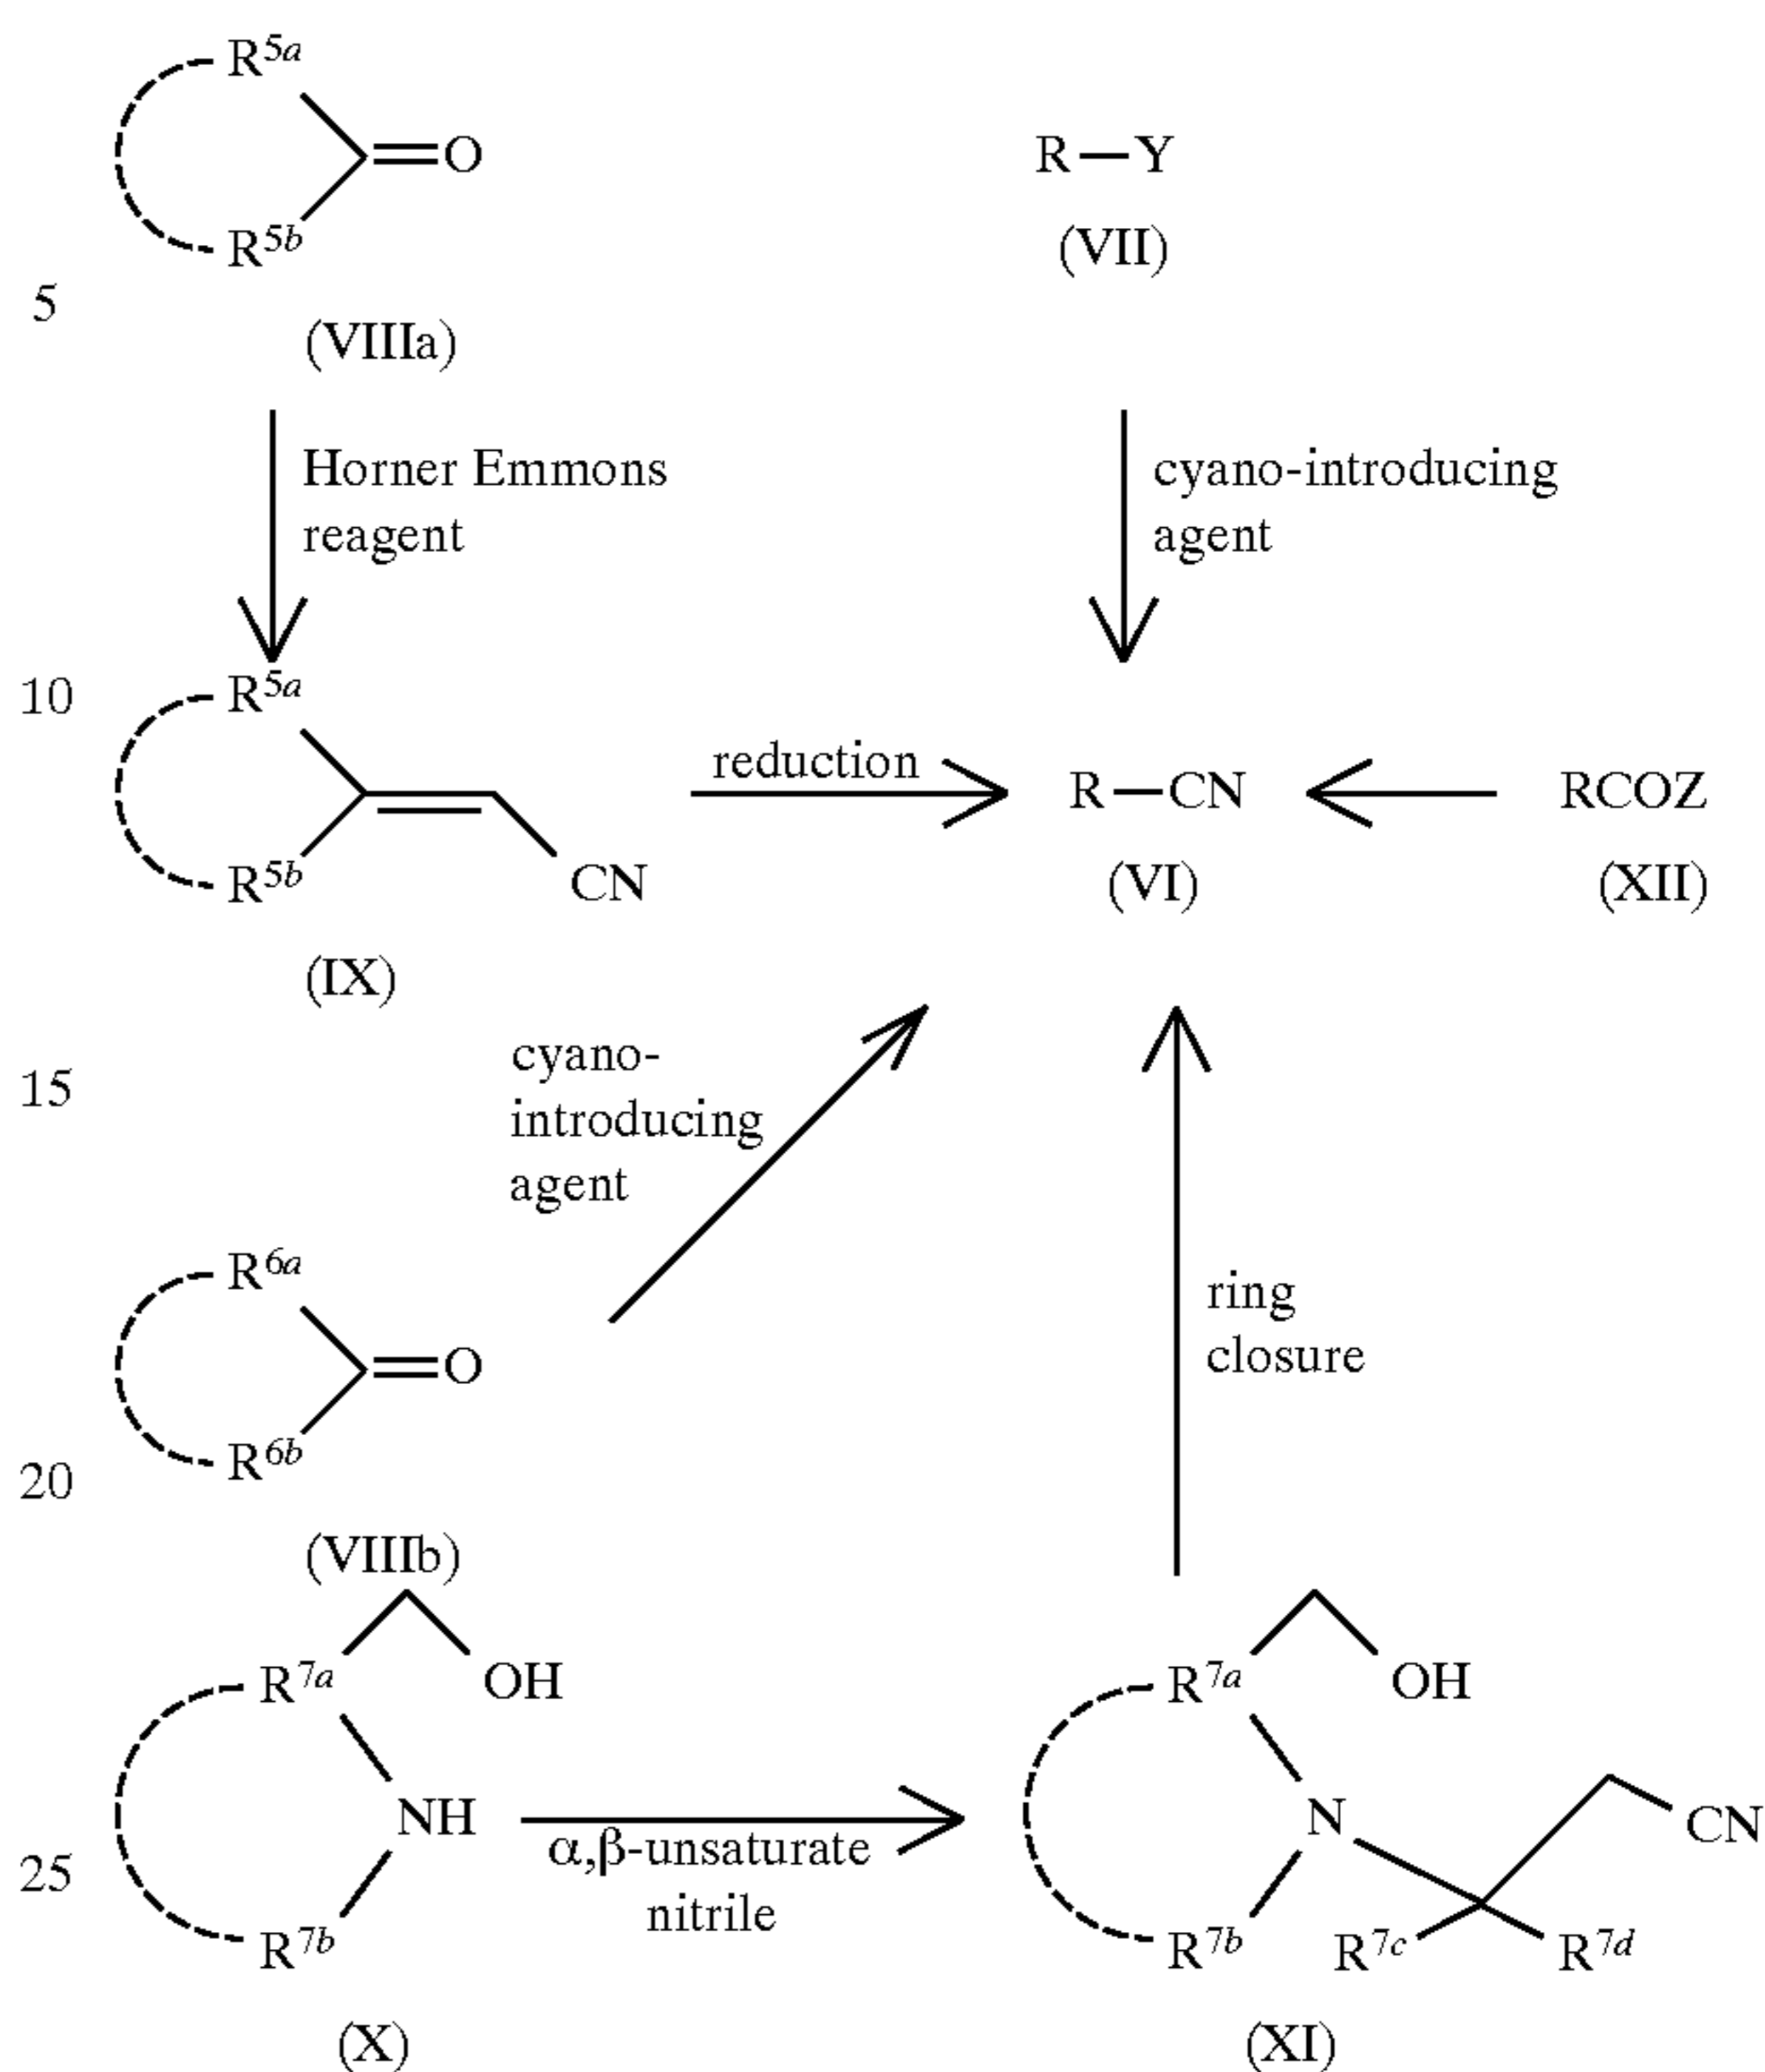 R5a
O
R — Y
R5b
(VII)
5
(VIIIa)
Horner Emmons
reagent
cyano-introducing
agent
10
R5a
reduction
R — CN
RCOZ
R5b
CN
(VI)
(XII)
(IX)
15
cyano-
introducing
agent
R6a
O
ring
closure
R6b
20
(VIIIb)
R7a
OH
R7a
OH
NH
N
CN
25
α,β-unsaturate
nitrile
R7b
R7b
R7c
R7d
(X)
(XI)